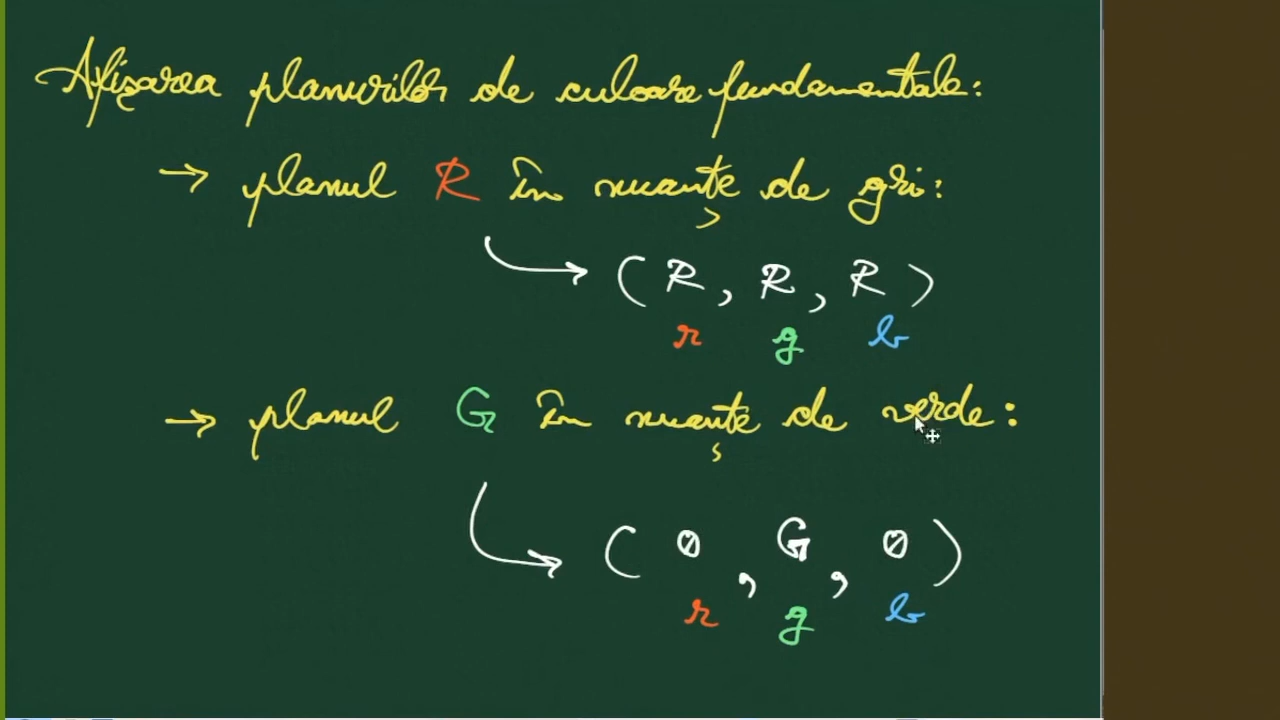 Afișarea planurilor de culoare fundamentale:
→ planul R în nuanțe de gri:
(R, R, R)
r g b
→ planul G în nuanțe de verde:
(0, G, 0)
r g b